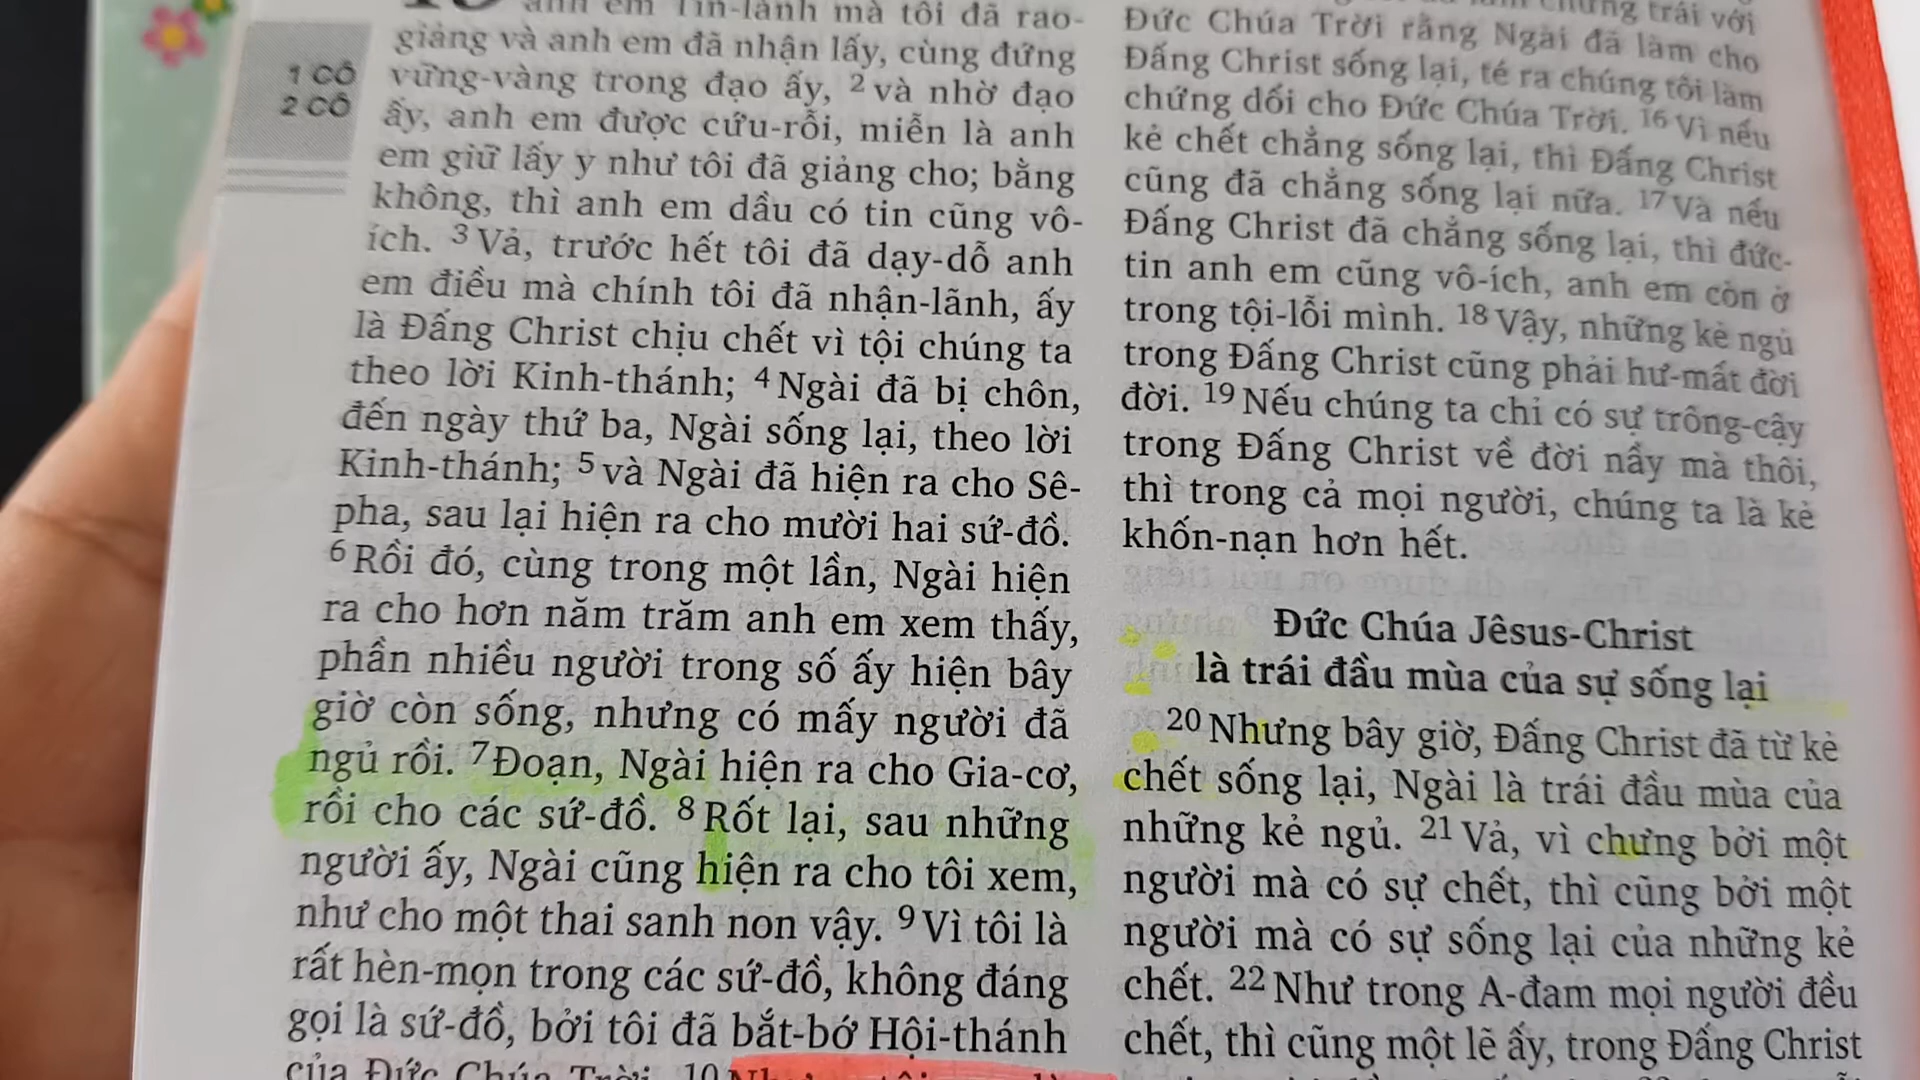 1 CÔ
2 CÔ
anh em Tin-lành mà tôi đã rao-
giảng và anh em đã nhận lấy, cùng đứng
vững-vàng trong đạo ấy, 2 và nhờ đạo
ấy, anh em được cứu-rỗi, miễn là anh
em giữ lấy y như tôi đã giảng cho; bằng
không, thì anh em dầu có tin cũng vô-
ích. 3 Vả, trước hết tôi đã dạy-dỗ anh
em điều mà chính tôi đã nhận-lãnh, ấy
là Đấng Christ chịu chết vì tội chúng ta
theo lời Kinh-thánh; 4 Ngài đã bị chôn,
đến ngày thứ ba, Ngài sống lại, theo lời
Kinh-thánh; 5 và Ngài đã hiện ra cho Sê-
pha, sau lại hiện ra cho mười hai sứ-đồ.
6 Rồi đó, cùng trong một lần, Ngài hiện
ra cho hơn năm trăm anh em xem thấy,
phần nhiều người trong số ấy hiện bây
giờ còn sống, nhưng có mấy người đã
ngủ rồi. 7 Đoạn, Ngài hiện ra cho Gia-cơ,
rồi cho các sứ-đồ. 8 Rốt lại, sau những
người ấy, Ngài cũng hiện ra cho tôi xem,
như cho một thai sanh non vậy. 9 Vì tôi là
rất hèn-mọn trong các sứ-đồ, không đáng
gọi là sứ-đồ, bởi tôi đã bắt-bớ Hội-thánh
của Đức Chúa Trời. 10
chứng trái với
Đức Chúa Trời rằng Ngài đã làm cho
Đấng Christ sống lại, té ra chúng tôi làm
chứng dối cho Đức Chúa Trời. 16 Vì nếu
kẻ chết chẳng sống lại, thì Đấng Christ
cũng đã chẳng sống lại nữa. 17 Và nếu
Đấng Christ đã chẳng sống lại, thì đức-
tin anh em cũng vô-ích, anh em còn ở
trong tội-lỗi mình. 18 Vậy, những kẻ ngủ
trong Đấng Christ cũng phải hư-mất đời
đời. 19 Nếu chúng ta chỉ có sự trông-cậy
trong Đấng Christ về đời nầy mà thôi,
thì trong cả mọi người, chúng ta là kẻ
khốn-nạn hơn hết.
Đức Chúa Jêsus-Christ
là trái đầu mùa của sự sống lại
20 Nhưng bây giờ, Đấng Christ đã từ kẻ
chết sống lại, Ngài là trái đầu mùa của
những kẻ ngủ. 21 Vả, vì chưng bởi một
người mà có sự chết, thì cũng bởi một
người mà có sự sống lại của những kẻ
chết. 22 Như trong A-đam mọi người đều
chết, thì cũng một lẽ ấy, trong Đấng Christ